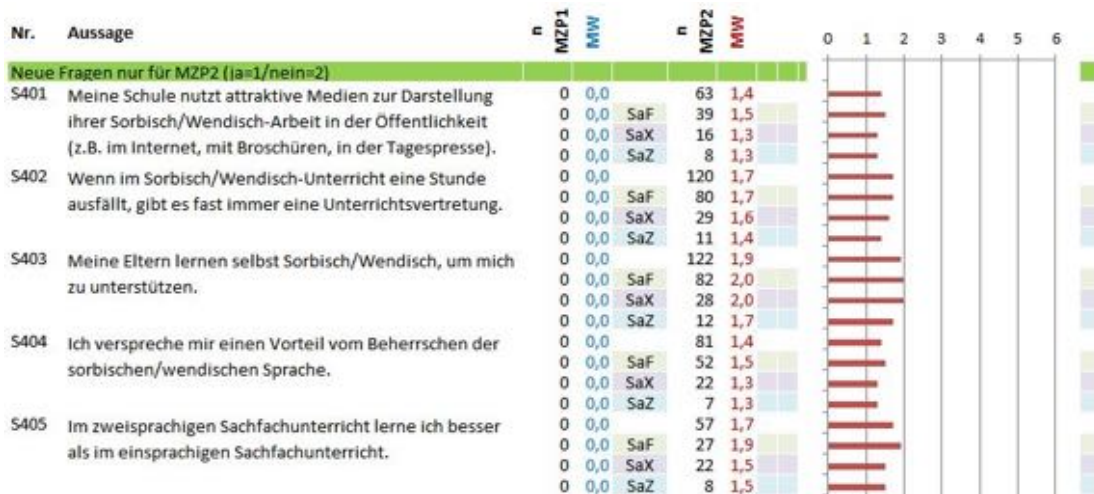 Nr. Aussage n MZP1 MW n MZP2 MW 0 1 2 3 4 5 6
Neue Fragen nur für MZP2 (ja=1/nein=2)
S401 Meine Schule nutzt attraktive Medien zur Darstellung 0 0,0 63 1,4
ihrer Sorbisch/Wendisch-Arbeit in der Öffentlichkeit 0 0,0 SaF 39 1,5
(z.B. im Internet, mit Broschüren, in der Tagespresse). 0 0,0 SaX 16 1,3
0 0,0 SaZ 8 1,3
S402 Wenn im Sorbisch/Wendisch-Unterricht eine Stunde 0 0,0 120 1,7
ausfällt, gibt es fast immer eine Unterrichtsvertretung. 0 0,0 SaF 80 1,7
0 0,0 SaX 29 1,6
0 0,0 SaZ 11 1,4
S403 Meine Eltern lernen selbst Sorbisch/Wendisch, um mich 0 0,0 122 1,9
zu unterstützen. 0 0,0 SaF 82 2,0
0 0,0 SaX 28 2,0
0 0,0 SaZ 12 1,7
S404 Ich verspreche mir einen Vorteil vom Beherrschen der 0 0,0 81 1,4
sorbischen/wendischen Sprache. 0 0,0 SaF 52 1,5
0 0,0 SaX 22 1,3
0 0,0 SaZ 7 1,3
S405 Im zweisprachigen Sachfachunterricht lerne ich besser 0 0,0 57 1,7
als im einsprachigen Sachfachunterricht. 0 0,0 SaF 27 1,9
0 0,0 SaX 22 1,5
0 0,0 SaZ 8 1,5